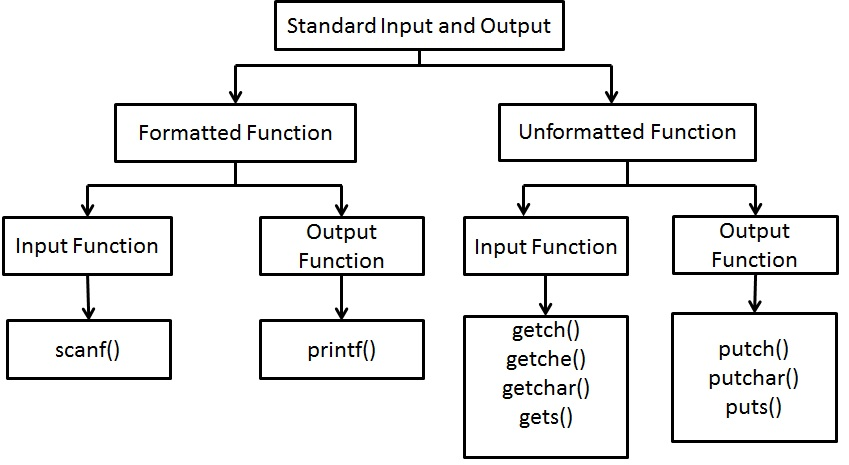 Standard Input and Output
Formatted Function
Unformatted Function
Input Function
Output
Function
Input Function
Output
Function
scanf()
printf()
getch()
getche()
getchar()
gets()
putch()
putchar()
puts()